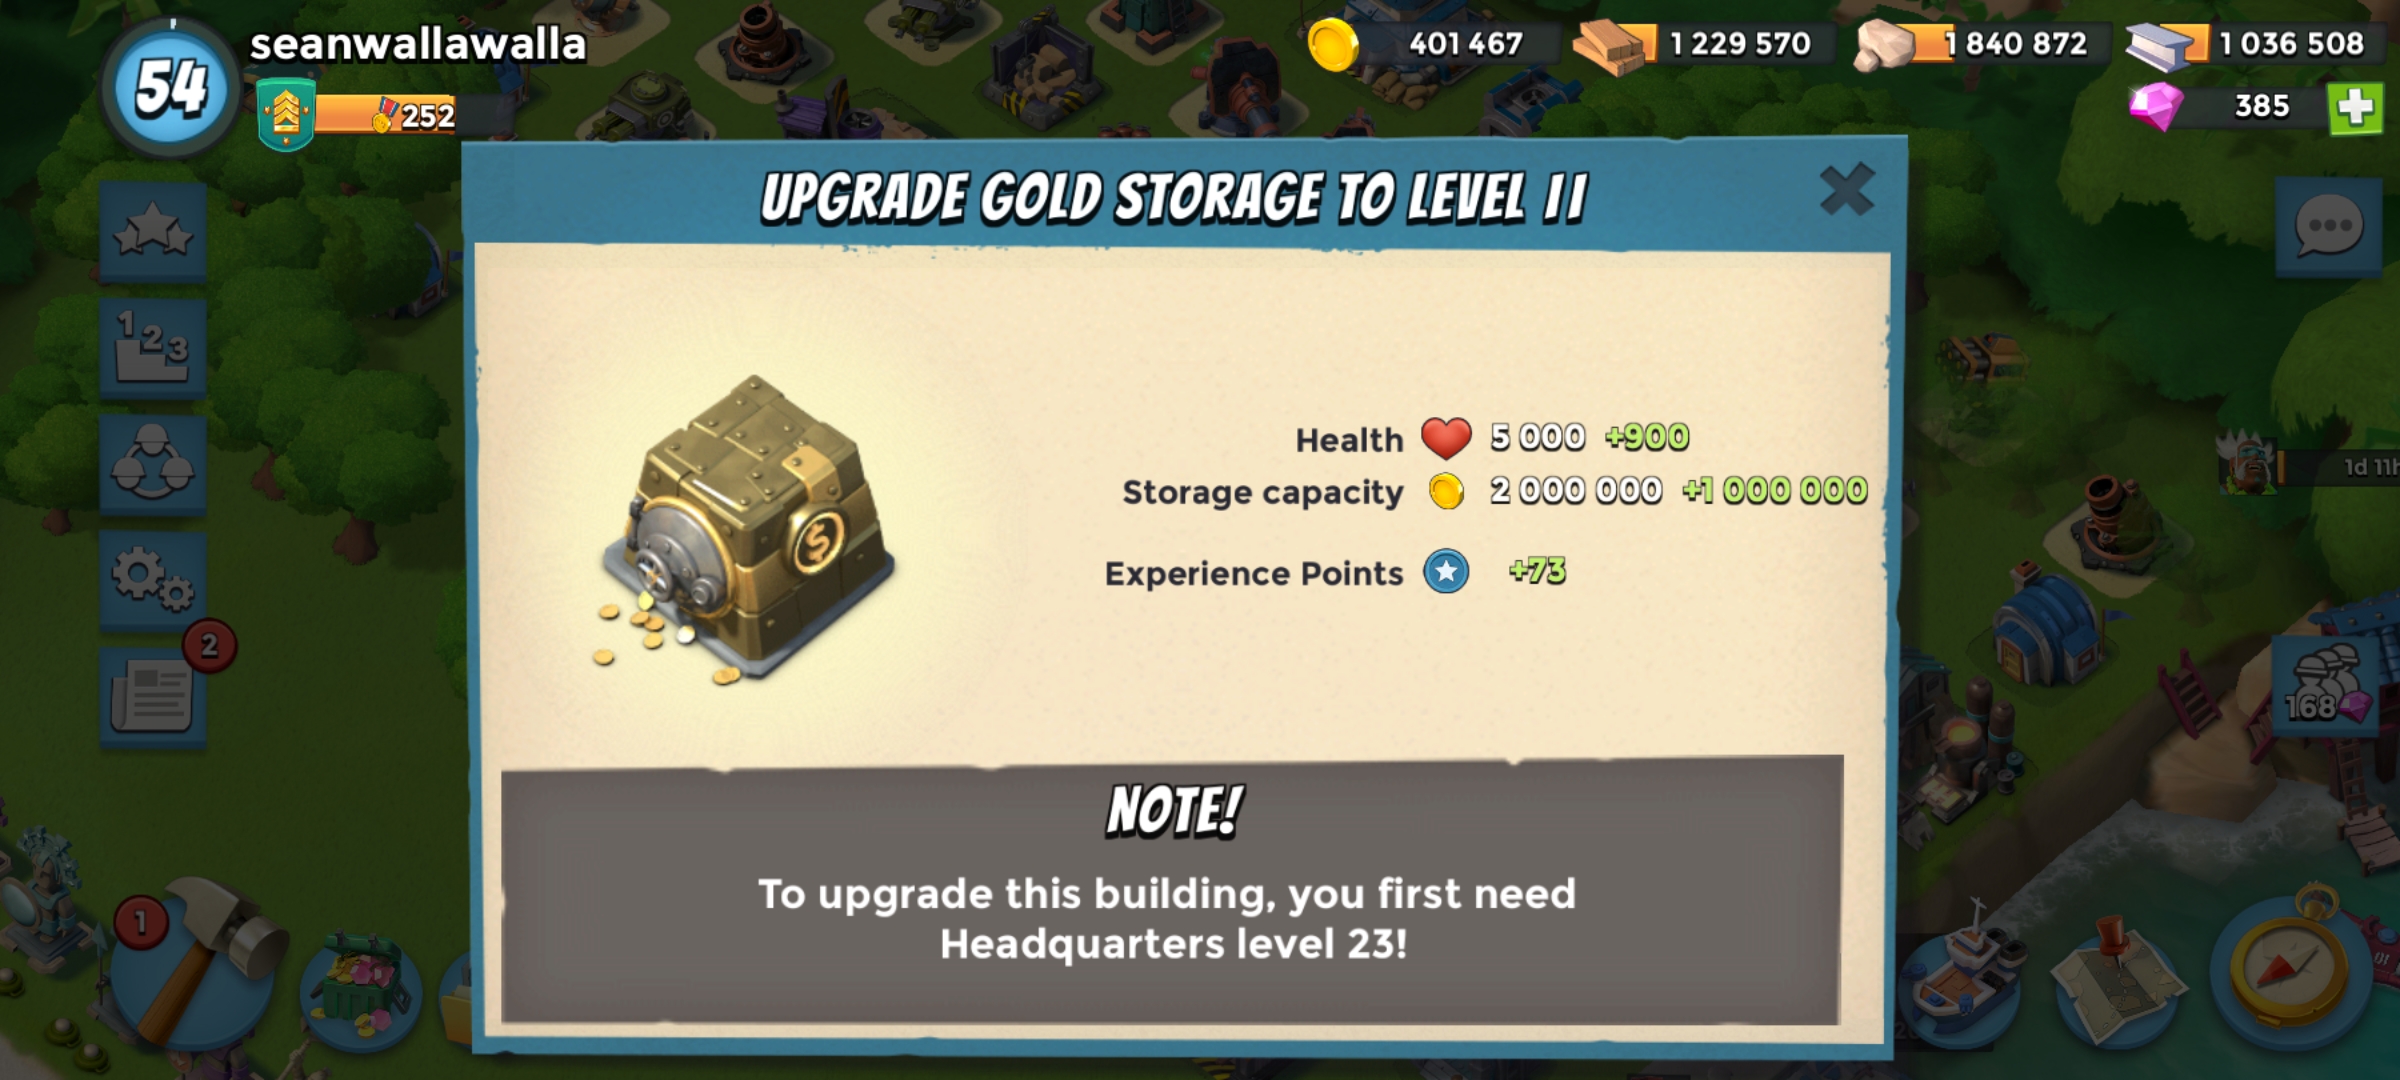 54
seanwallawalla
252
401 467
1 229 570
1 840 872
1 036 508
385
UPGRADE GOLD STORAGE TO LEVEL 11
Health 5 000 +900
Storage capacity 2 000 000 +1 000 000
Experience Points +73
1d 11h
1 2 3
2
168
NOTE!
To upgrade this building, you first need
Headquarters level 23!
1